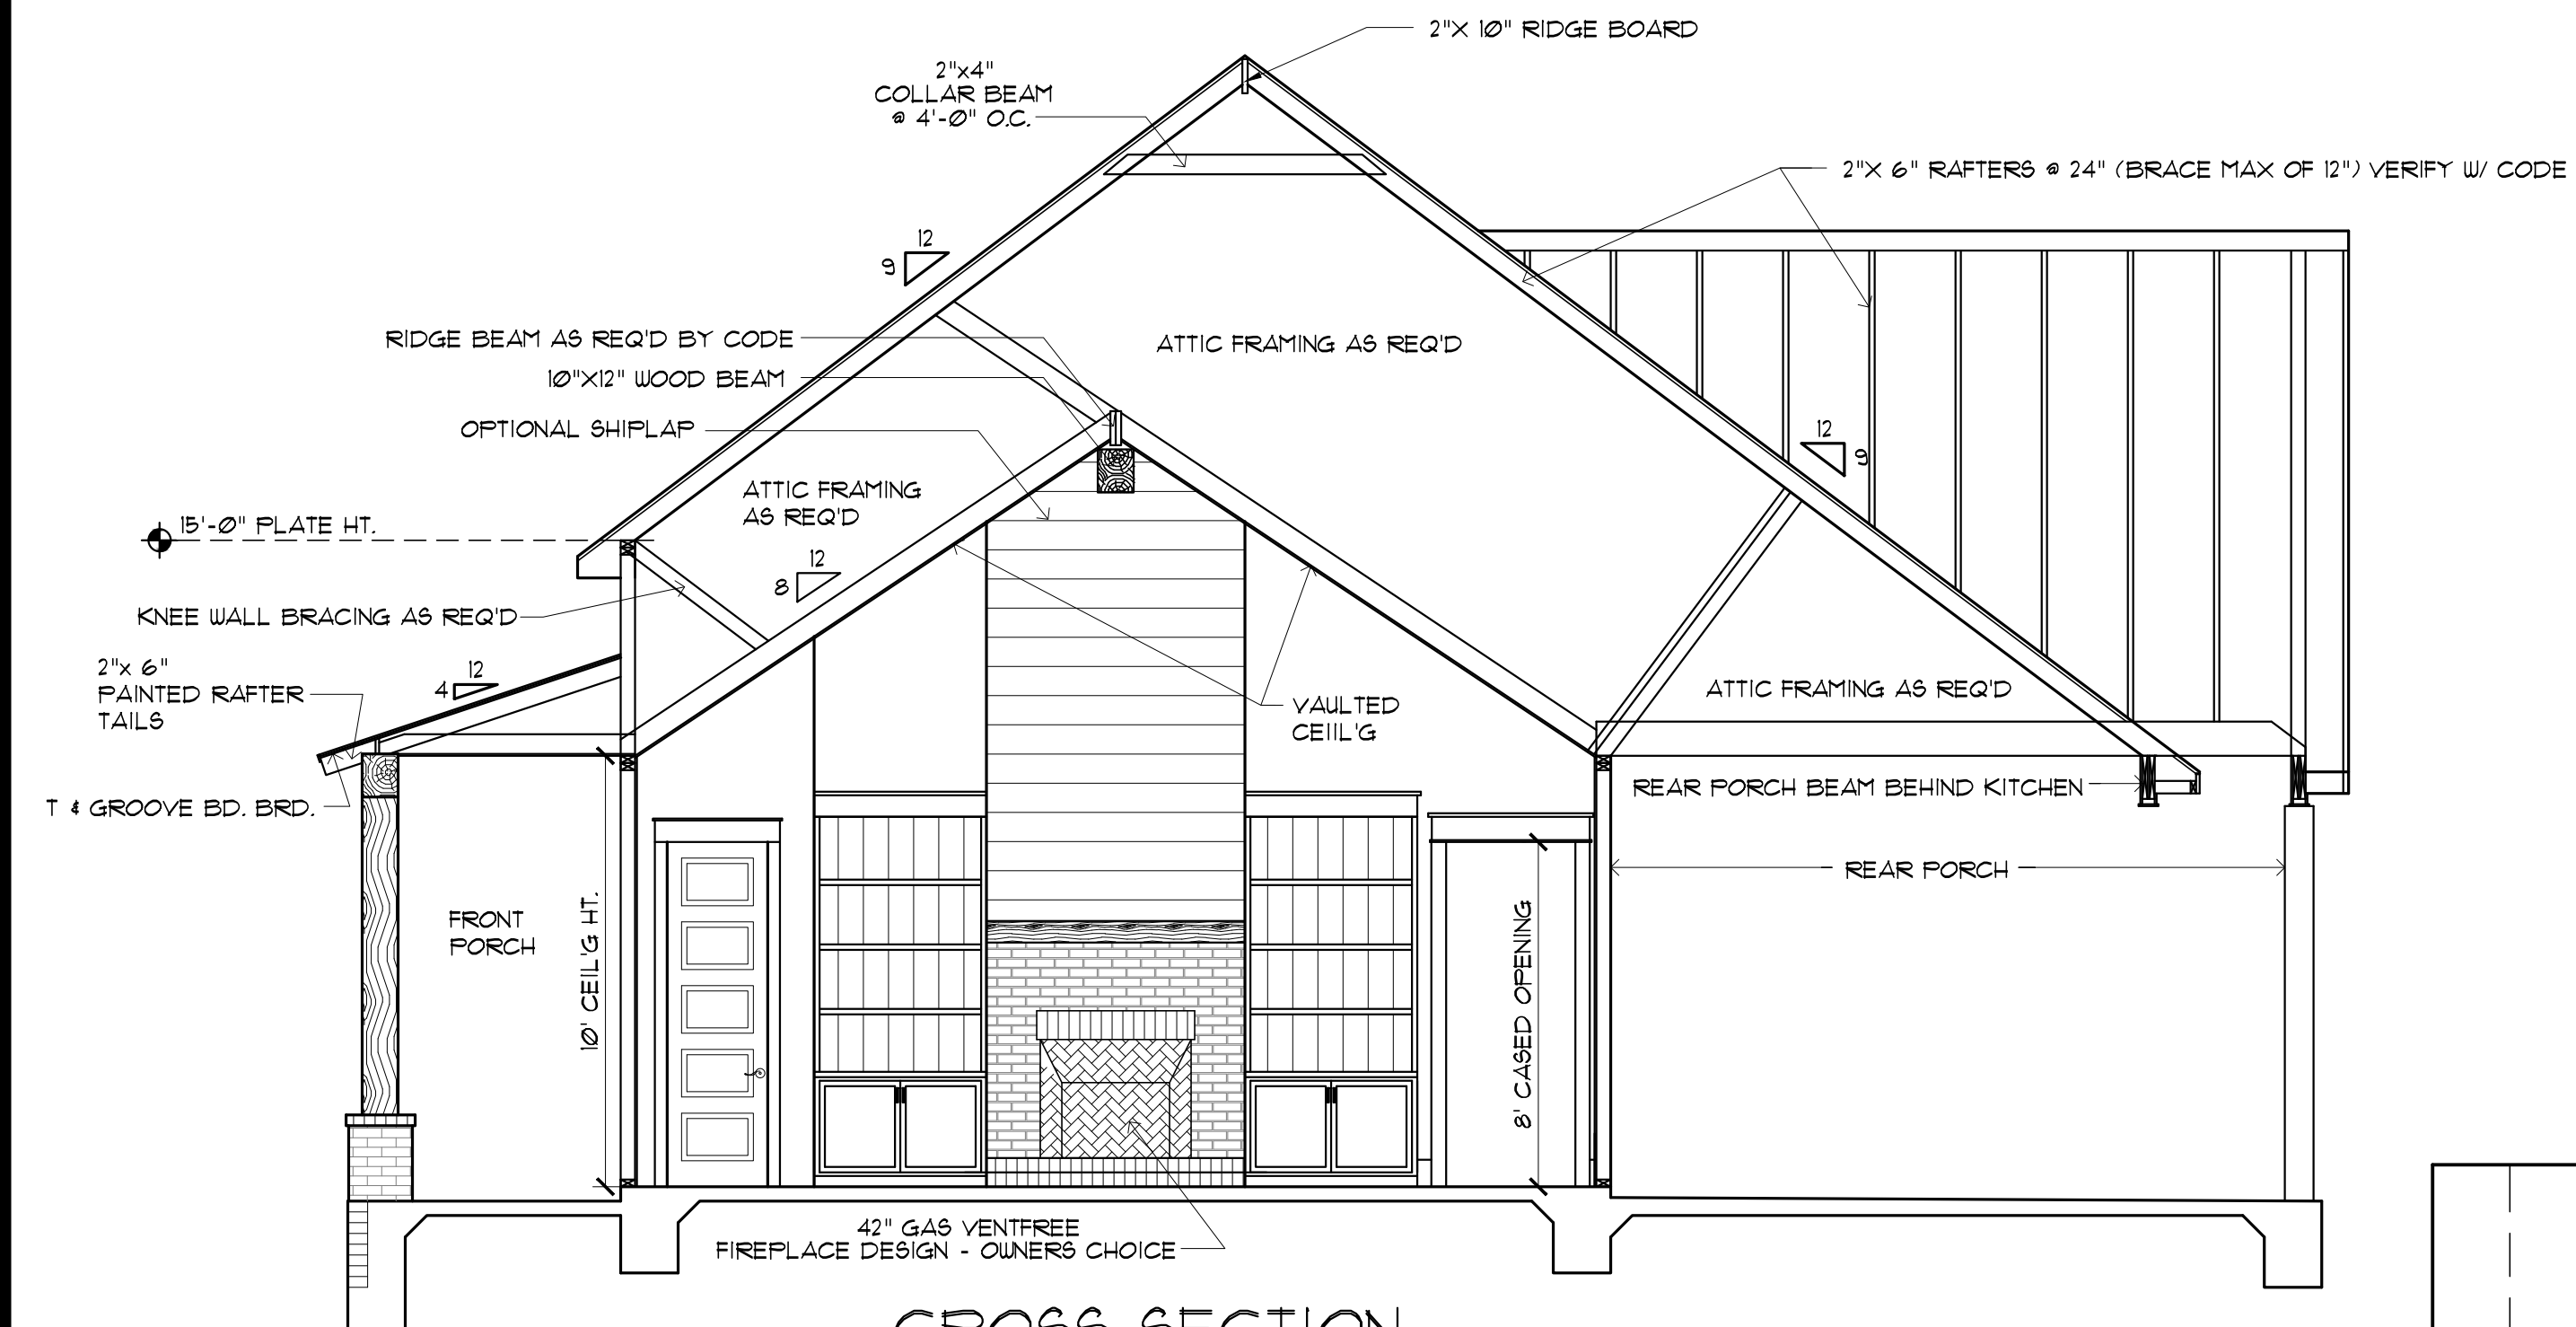 2"X 10" RIDGE BOARD
2"x4"
COLLAR BEAM
@ 4'-0" O.C.
2"X 6" RAFTERS @ 24" (BRACE MAX OF 12") VERIFY W/ CODE
12
9
RIDGE BEAM AS REQ'D BY CODE
ATTIC FRAMING AS REQ'D
10"X12" WOOD BEAM
OPTIONAL SHIPLAP
12
9
ATTIC FRAMING
AS REQ'D
15'-0" PLATE HT.
12
8
KNEE WALL BRACING AS REQ'D
2"x 6"
PAINTED RAFTER
TAILS
12
4
VAULTED
CEIIL'G
ATTIC FRAMING AS REQ'D
T & GROOVE BD. BRD.
REAR PORCH BEAM BEHIND KITCHEN
REAR PORCH
FRONT
PORCH
10' CEIL'G HT.
8' CASED OPENING
42" GAS VENTFREE
FIREPLACE DESIGN - OWNERS CHOICE
CROSS SECTION